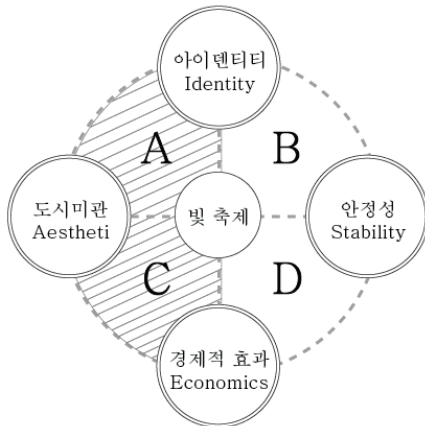 아이덴티티
Identity
A
B
도시미관
Aestheti
빛 축제
안정성
Stability
C
D
경제적 효과
Economics